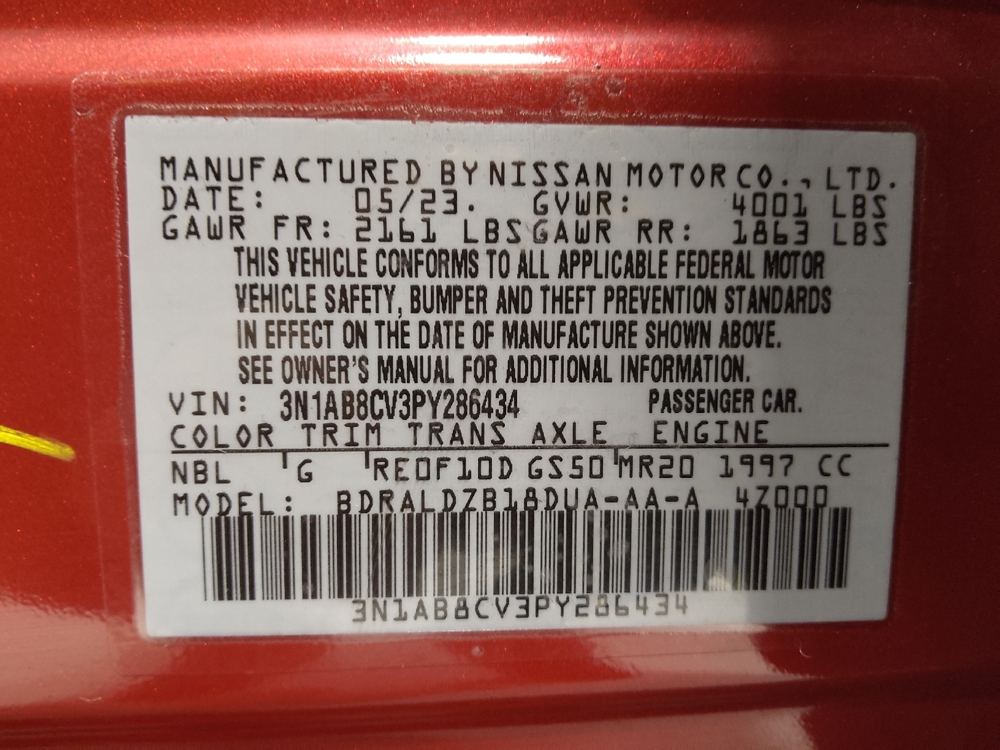 MANUFACTURED BY NISSAN MOTOR CO., LTD.
DATE: 05/23. GVWR: 4001 LBS
GAWR FR: 2161 LBS GAWR RR: 1863 LBS
THIS VEHICLE CONFORMS TO ALL APPLICABLE FEDERAL MOTOR
VEHICLE SAFETY, BUMPER AND THEFT PREVENTION STANDARDS
IN EFFECT ON THE DATE OF MANUFACTURE SHOWN ABOVE.
SEE OWNER'S MANUAL FOR ADDITIONAL INFORMATION.
VIN: 3N1AB8CV3PY286434 PASSENGER CAR.
COLOR TRIM TRANS AXLE ENGINE
NBL G RE0F10D GS50 MR20 1997 CC
MODEL: BDRALDZB18DUA-AA-A 4Z000
3N1AB8CV3PY286434